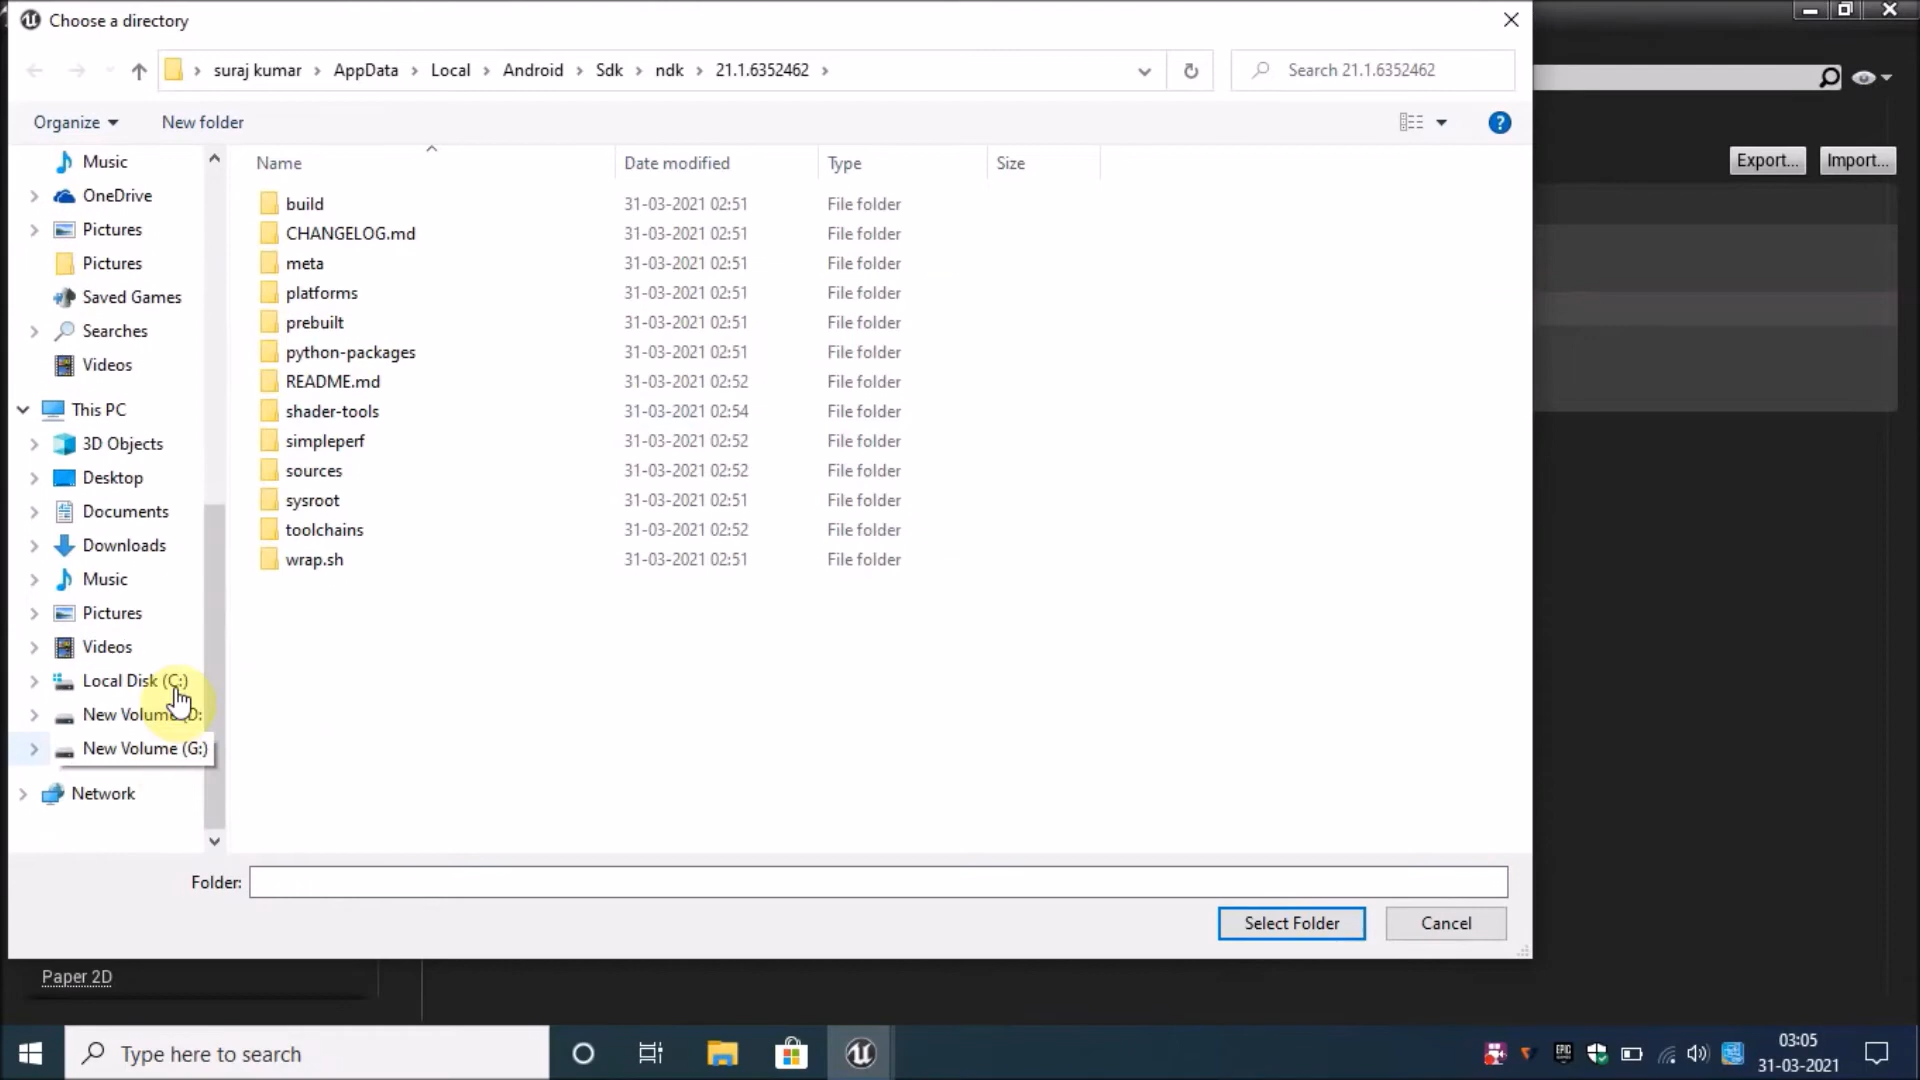 Choose a directory
suraj kumar > AppData > Local > Android > Sdk > ndk > 21.1.6352462 >
Search 21.1.6352462
Organize
New folder
Export...
Import...
Name
Date modified
Type
Size
Music
OneDrive
Pictures
Pictures
Saved Games
Searches
Videos
This PC
3D Objects
Desktop
Documents
Downloads
Music
Pictures
Videos
Local Disk (C:)
New Volume (D:
New Volume (G:)
Network
build 31-03-2021 02:51 File folder
CHANGELOG.md 31-03-2021 02:51 File folder
meta 31-03-2021 02:51 File folder
platforms 31-03-2021 02:51 File folder
prebuilt 31-03-2021 02:51 File folder
python-packages 31-03-2021 02:51 File folder
README.md 31-03-2021 02:52 File folder
shader-tools 31-03-2021 02:54 File folder
simpleperf 31-03-2021 02:52 File folder
sources 31-03-2021 02:52 File folder
sysroot 31-03-2021 02:51 File folder
toolchains 31-03-2021 02:52 File folder
wrap.sh 31-03-2021 02:51 File folder
Folder:
Select Folder
Cancel
Paper 2D
Type here to search
EPIC
03:05
31-03-2021